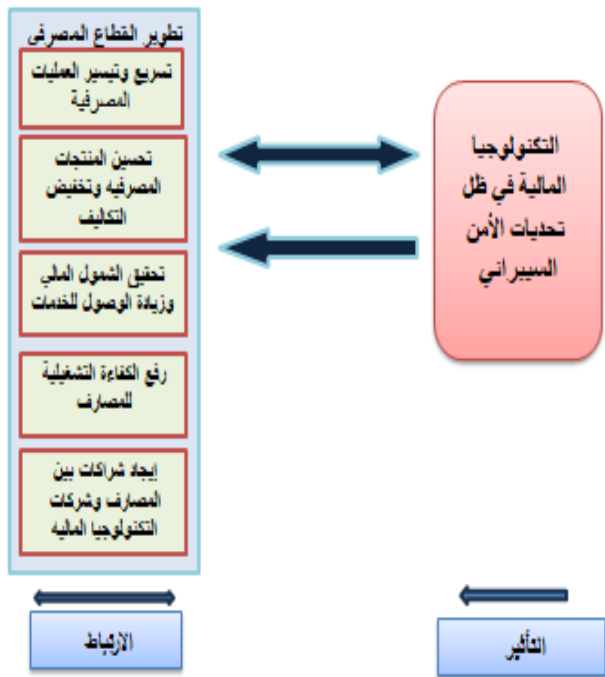 تطوير القطاع المصرفى
تسريع وتيسير العمليات
المصرفية
تحسين المنتجات
المصرفيه وتخفيض
التكاليف
تحقيق الشمول المالي
وزيادة الوصول للخدمات
رفع الكفاءة التشغيلية
للمصارف
إيجاد شراكات بين
المصارف وشركات
التكنولوجيا الماليه
التكنولوجيا
المالية في ظل
تحديات الأمن
السيبراني
الارتباط
التأثير